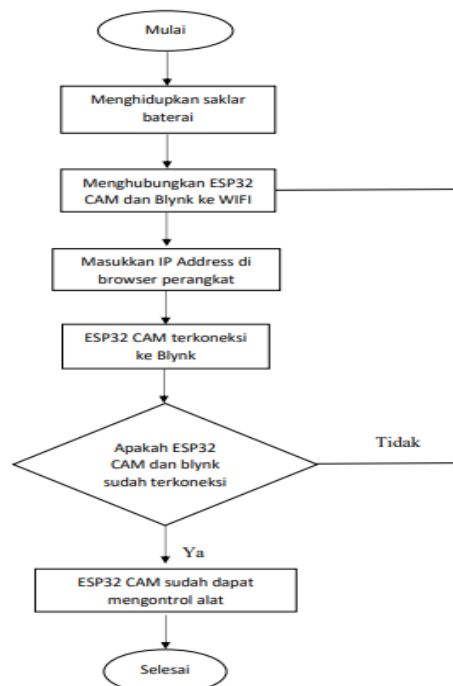 Mulai
Menghidupkan saklar
baterai
Menghubungkan ESP32
CAM dan Blynk ke WIFI
Masukkan IP Address di
browser perangkat
ESP32 CAM terkoneksi
ke Blynk
Apakah ESP32
CAM dan blynk
sudah terkoneksi
Tidak
Ya
ESP32 CAM sudah dapat
mengontrol alat
Selesai